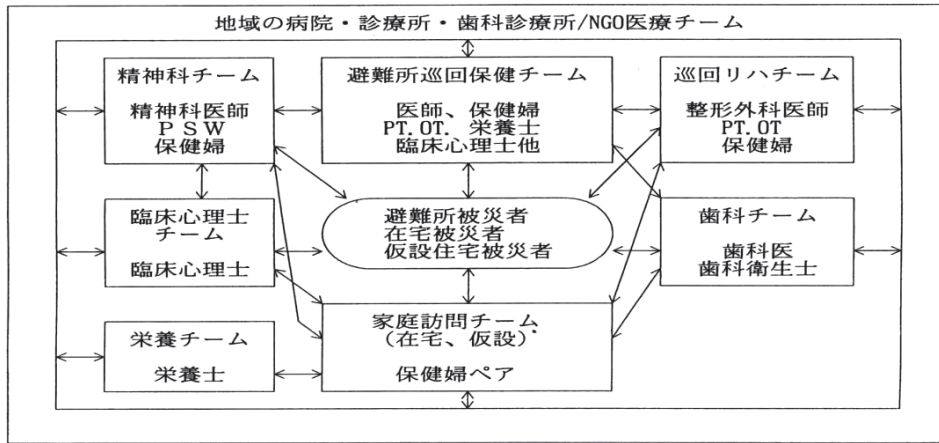 地域の病院・診療所・歯科診療所/NGO医療チーム
精神科チーム
精神科医師
ＰＳＷ
保健婦
避難所巡回保健チーム
医師、保健婦
PT.OT. 栄養士
臨床心理士他
巡回リハチーム
整形外科医師
PT.OT
保健婦
臨床心理士
チーム
臨床心理士
避難所被災者
在宅被災者
仮設住宅被災者
歯科チーム
歯科医
歯科衛生士
栄養チーム
栄養士
家庭訪問チーム
(在宅、仮設)
保健婦ペア